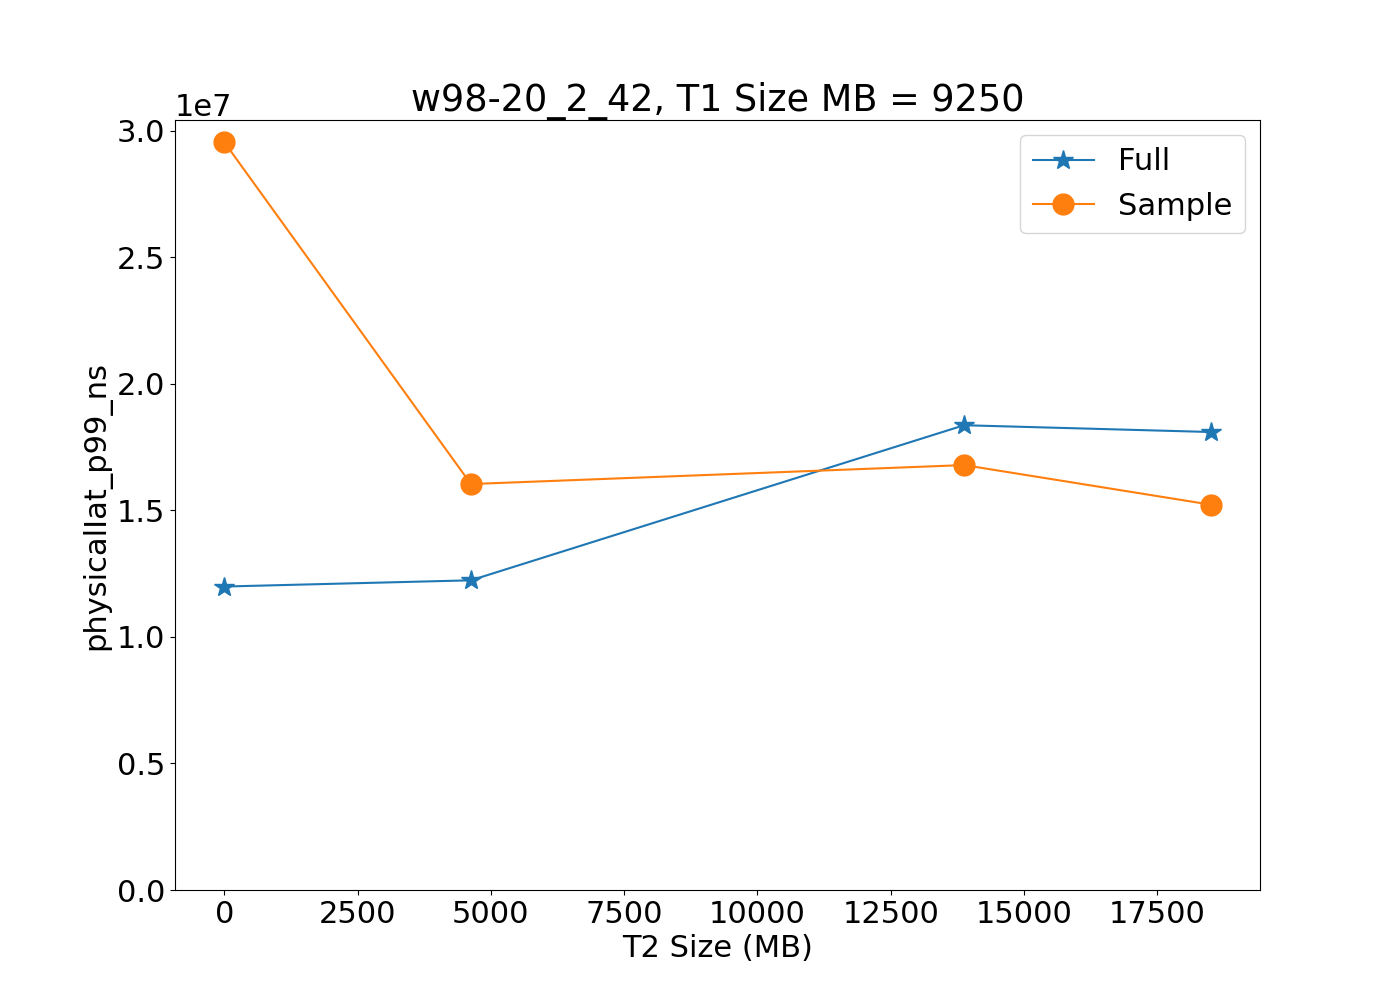 w98-20_2_42, T1 Size MB = 9250
1e7
3.0
2.5
2.0
1.5
1.0
0.5
0.0
physicallat_p99_ns
Full
Sample
0 2500 5000 7500 10000 12500 15000 17500
T2 Size (MB)